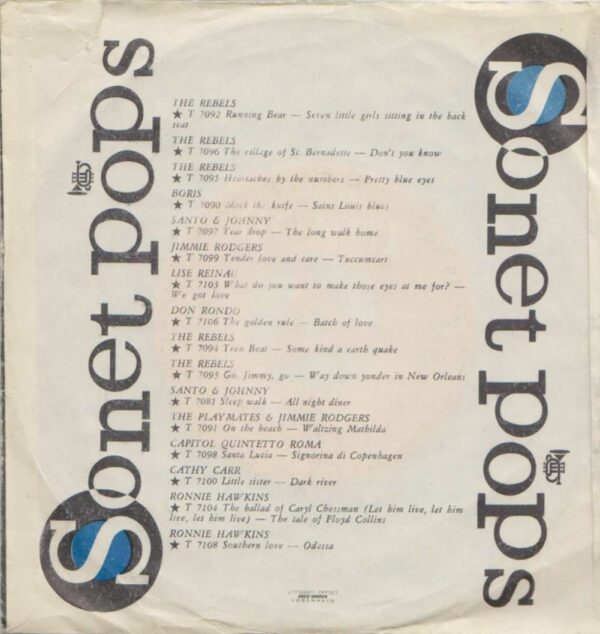 Sonet pops
THE REBELS
★ T 7092 Running Bear — Seven little girls sitting in the back
seat
THE REBELS
★ T 7096 The village of St. Bernadette — Don't you know
THE REBELS
★ T 7095 Heartaches by the numbers — Pretty blue eyes
BORIS
★ T 7090 Mack the knife — Saint Louis blues
SANTO & JOHNNY
★ T 7097 Tear drop — The long walk home
JIMMIE RODGERS
★ T 7099 Tender love and care — Tuccumcari
LISE REINAU
★ T 7103 What do you want to make those eyes at me for? —
We got love
DON RONDO
★ T 7106 The golden rule — Batch of love
THE REBELS
★ T 7094 Teen Beat — Some kind a earth quake
THE REBELS
★ T 7093 Go, Jimmy, go — Way down yonder in New Orleans
SANTO & JOHNNY
★ T 7081 Sleep walk — All night diner
THE PLAYMATES & JIMMIE RODGERS
★ T 7091 On the beach — Waltzing Mathilda
CAPITOL QUINTETTO ROMA
★ T 7098 Santa Lucia — Signorina di Copenhagen
CATHY CARR
★ T 7100 Little sister — Dark river
RONNIE HAWKINS
★ T 7104 The ballad of Caryl Chessman (Let him live, let him
live, let him live) — The tale of Floyd Collins
RONNIE HAWKINS
★ T 7108 Southern love — Odessa
Sonet pops